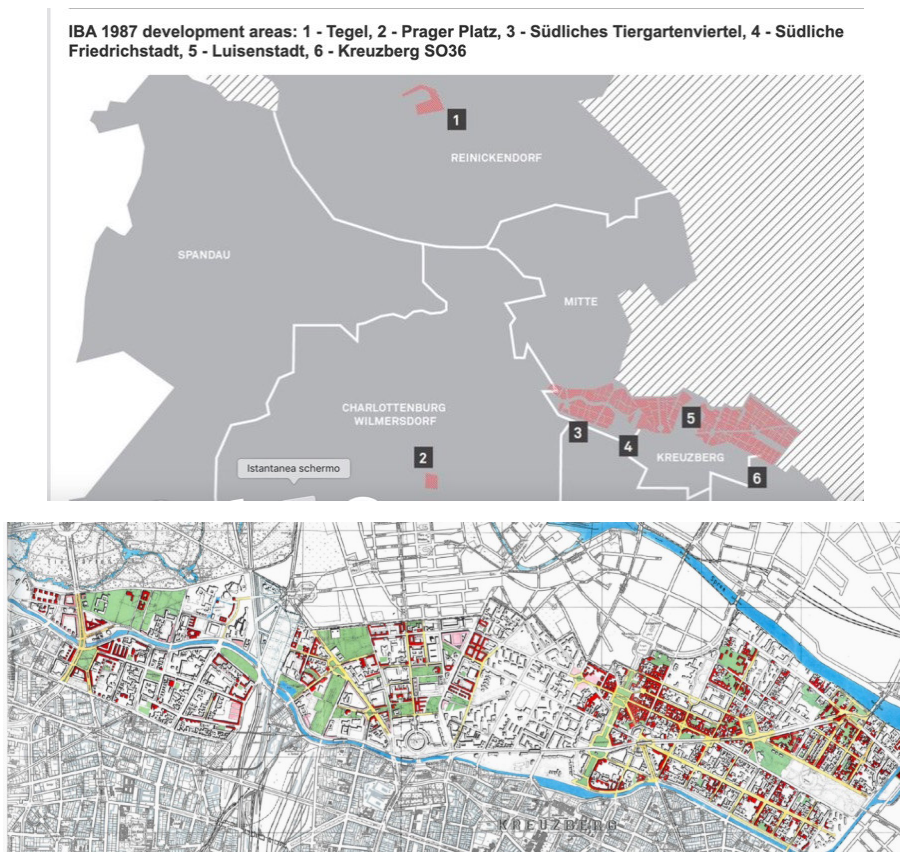 IBA 1987 development areas: 1 - Tegel, 2 - Prager Platz, 3 - Südliches Tiergartenviertel, 4 - Südliche
Friedrichstadt, 5 - Luisenstadt, 6 - Kreuzberg SO36
1
REINICKENDORF
SPANDAU
MITTE
CHARLOTTENBURG
WILMERSDORF
5
3
4
2
KREUZBERG
Istantanea schermo
6
Spree
KREUZBERG